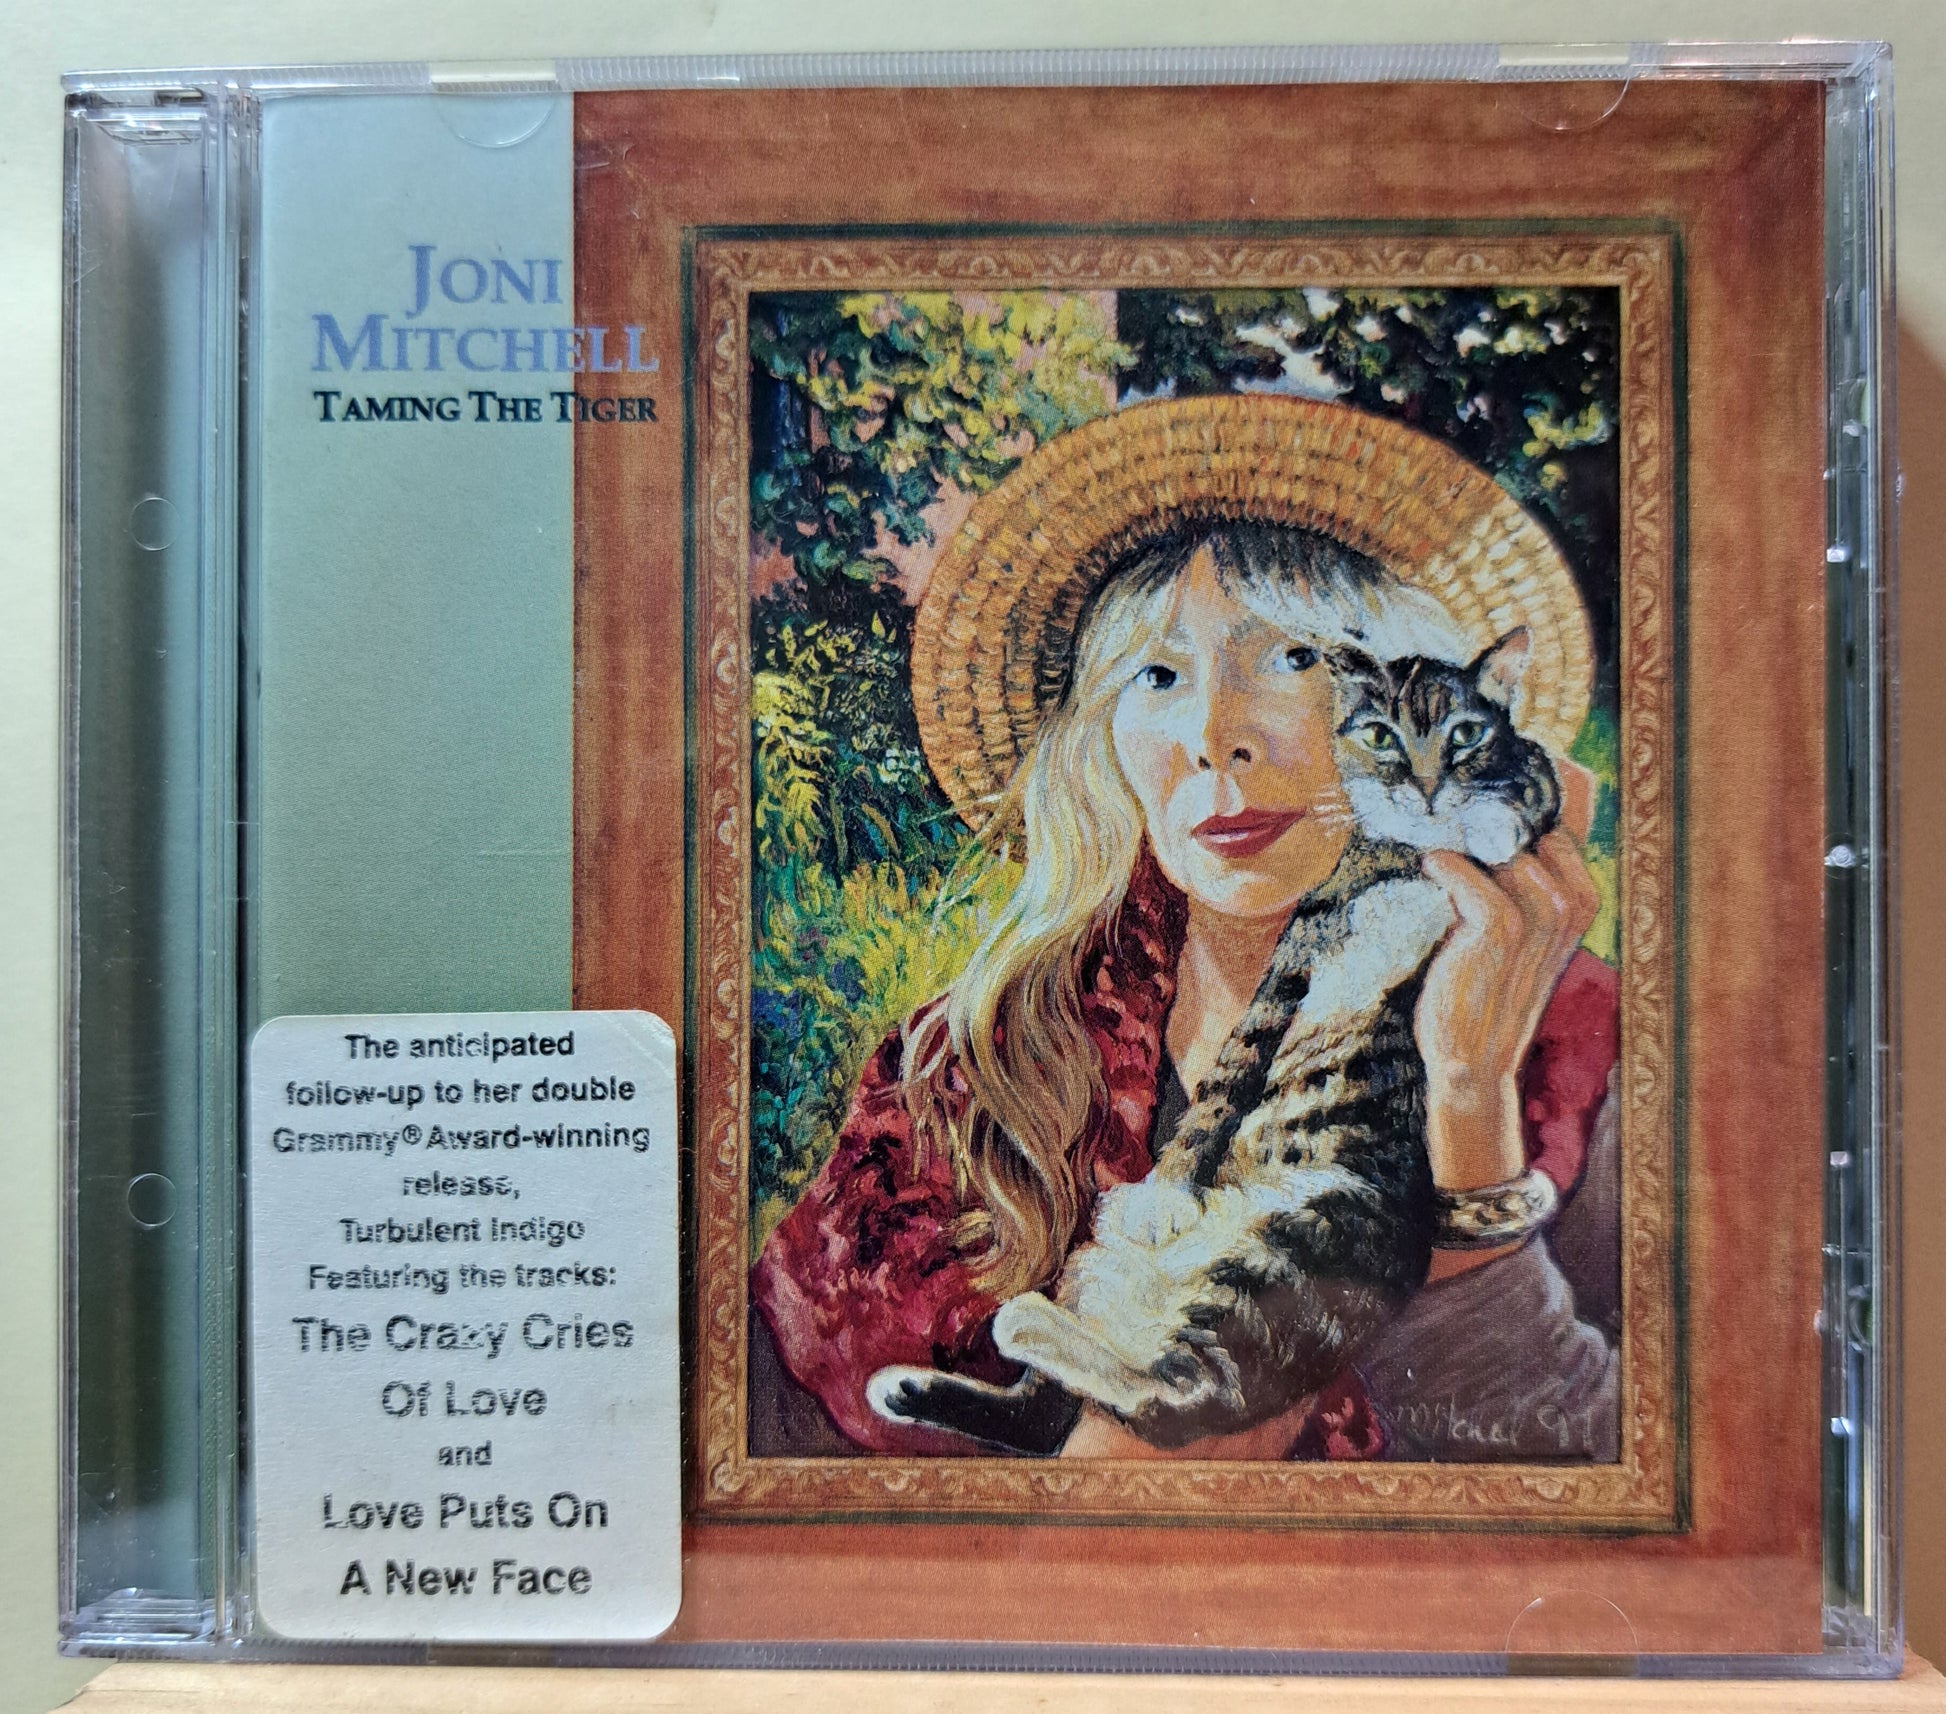 JONI
MITCHELL
TAMING THE TIGER
The anticipated
follow-up to her double
Grammy® Award-winning
release,
Turbulent Indigo
Featuring the tracks:
The Crazy Cries
Of Love
and
Love Puts On
A New Face